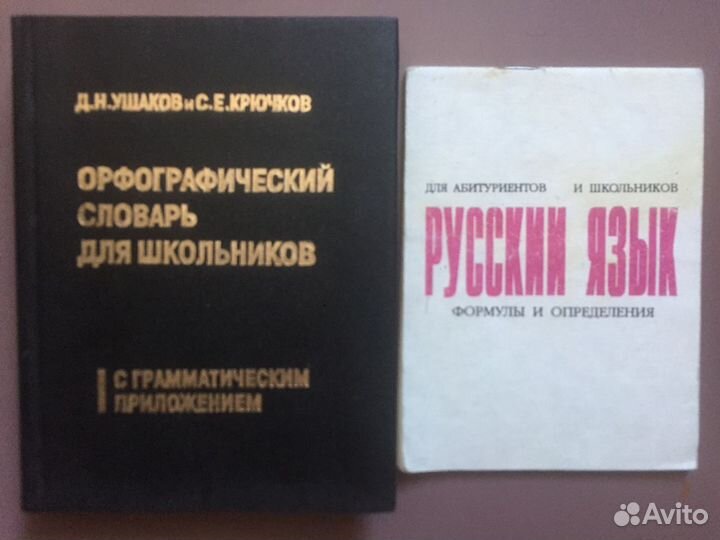 Д.Н.УШАКОВ и С.Е.КРЮЧКОВ
ОРФОГРАФИЧЕСКИЙ
СЛОВАРЬ
ДЛЯ ШКОЛЬНИКОВ
С ГРАММАТИЧЕСКИМ
ПРИЛОЖЕНИЕМ
ДЛЯ АБИТУРИЕНТОВ И ШКОЛЬНИКОВ
РУССКИЙ ЯЗЫК
ФОРМУЛЫ И ОПРЕДЕЛЕНИЯ
Avito